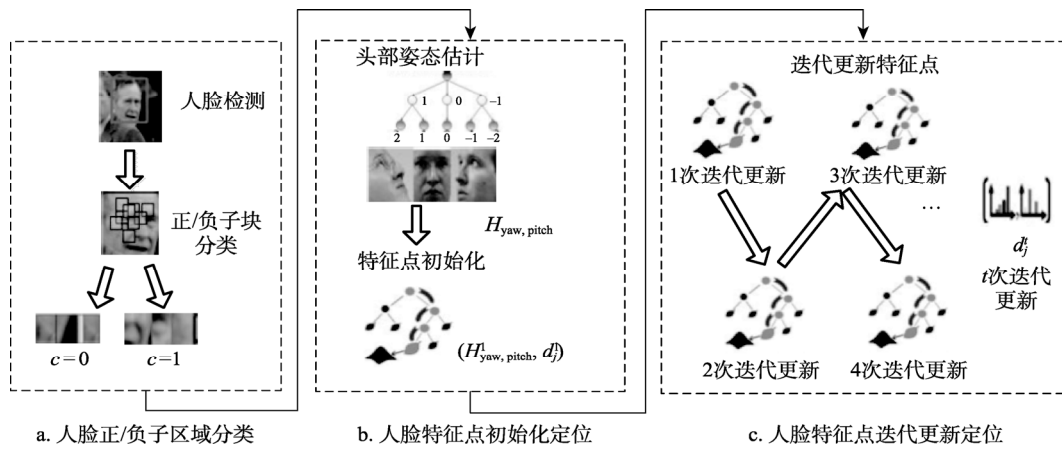 人脸检测
正/负子块
分类
c=0
c=1
a. 人脸正/负子区域分类
头部姿态估计
1 0 −1
2 1 0 −1 −2
H yaw, pitch
特征点初始化
(H¹ yaw, pitch, d¹j)
b. 人脸特征点初始化定位
迭代更新特征点
1次迭代更新
3次迭代更新
…
dᵗj
t次迭代
更新
2次迭代更新
4次迭代更新
c. 人脸特征点迭代更新定位